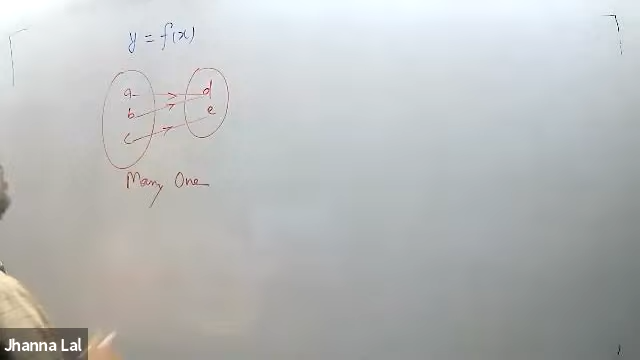 y = f(x)
a d
b e
c
Many One
Jhanna Lal